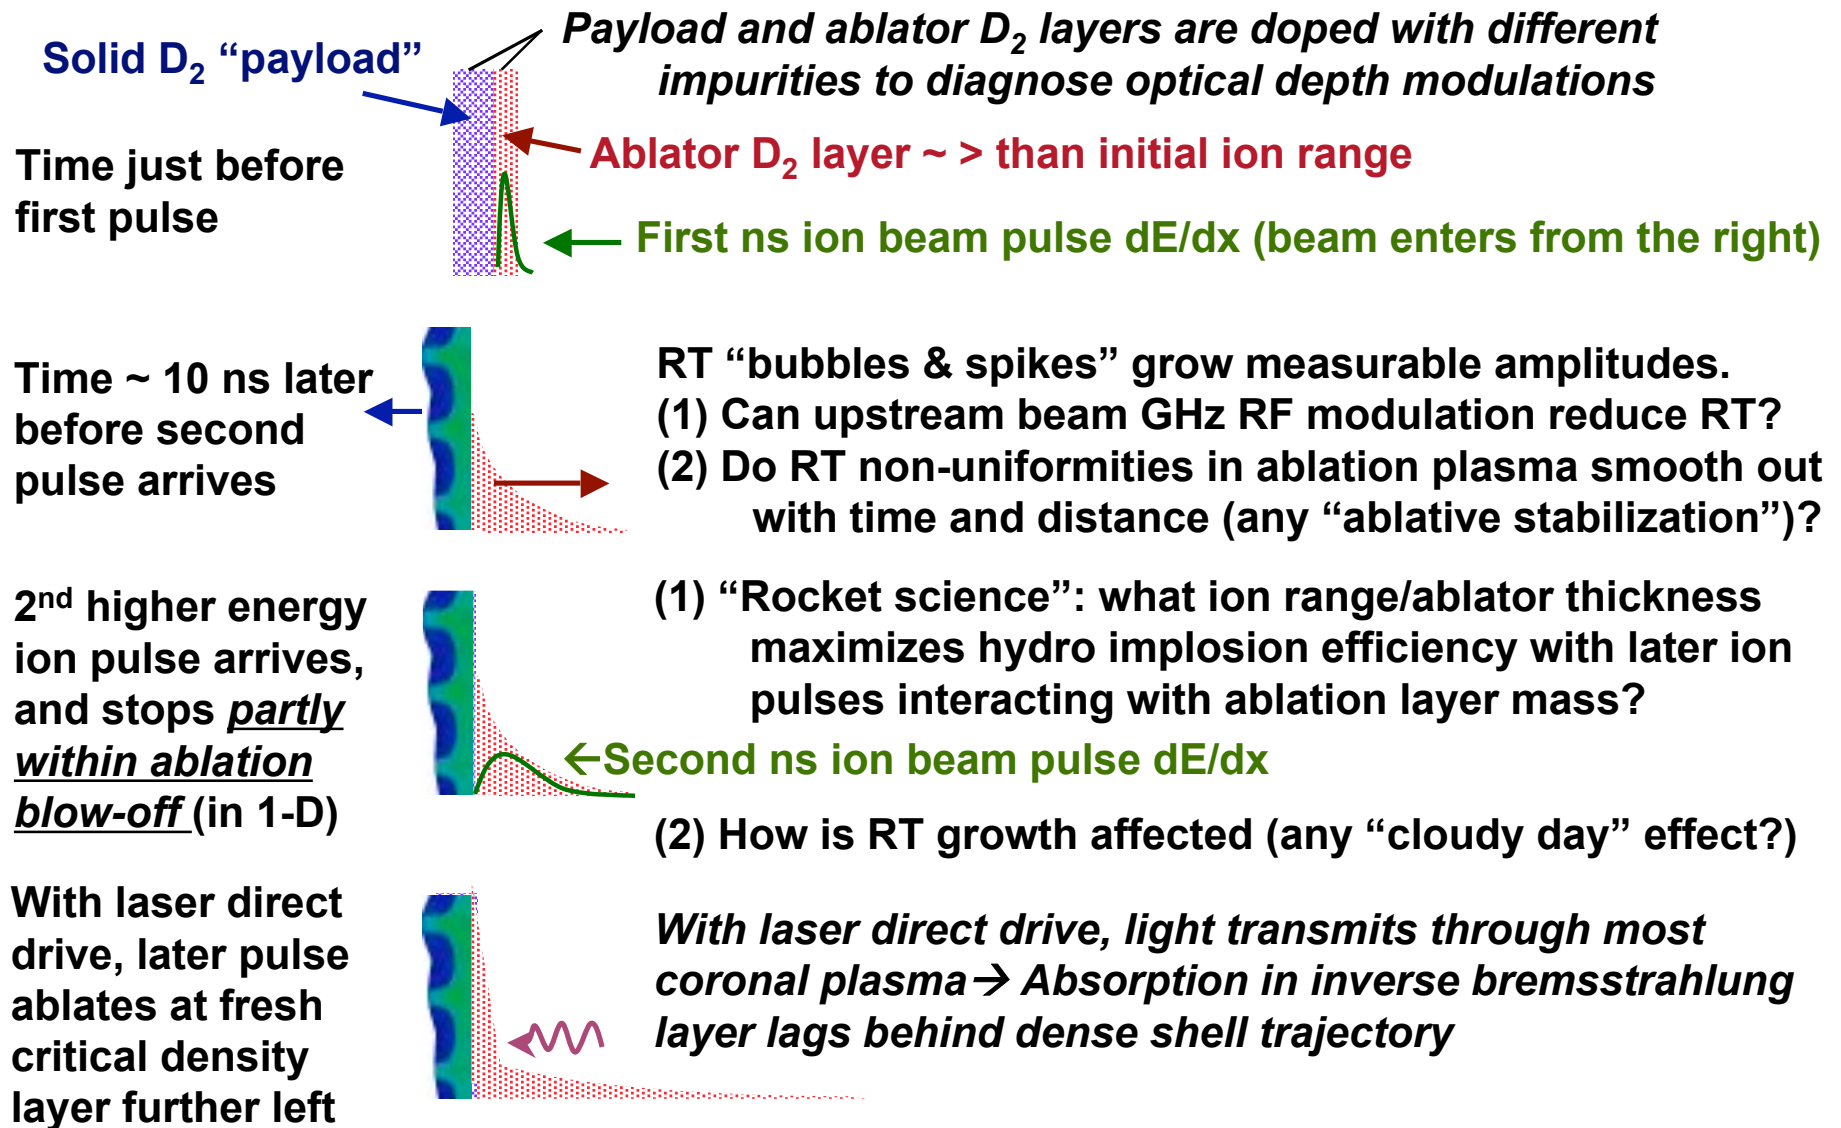 Solid D₂ “payload”
Payload and ablator D₂ layers are doped with different
impurities to diagnose optical depth modulations
Time just before
first pulse
Ablator D₂ layer ~ > than initial ion range
First ns ion beam pulse dE/dx (beam enters from the right)
Time ~ 10 ns later
before second
pulse arrives
RT “bubbles & spikes” grow measurable amplitudes.
(1) Can upstream beam GHz RF modulation reduce RT?
(2) Do RT non-uniformities in ablation plasma smooth out
with time and distance (any “ablative stabilization”)?
2nd higher energy
ion pulse arrives,
and stops partly
within ablation
blow-off (in 1-D)
(1) “Rocket science”: what ion range/ablator thickness
maximizes hydro implosion efficiency with later ion
pulses interacting with ablation layer mass?
←Second ns ion beam pulse dE/dx
(2) How is RT growth affected (any “cloudy day” effect?)
With laser direct
drive, later pulse
ablates at fresh
critical density
layer further left
With laser direct drive, light transmits through most
coronal plasma→ Absorption in inverse bremsstrahlung
layer lags behind dense shell trajectory